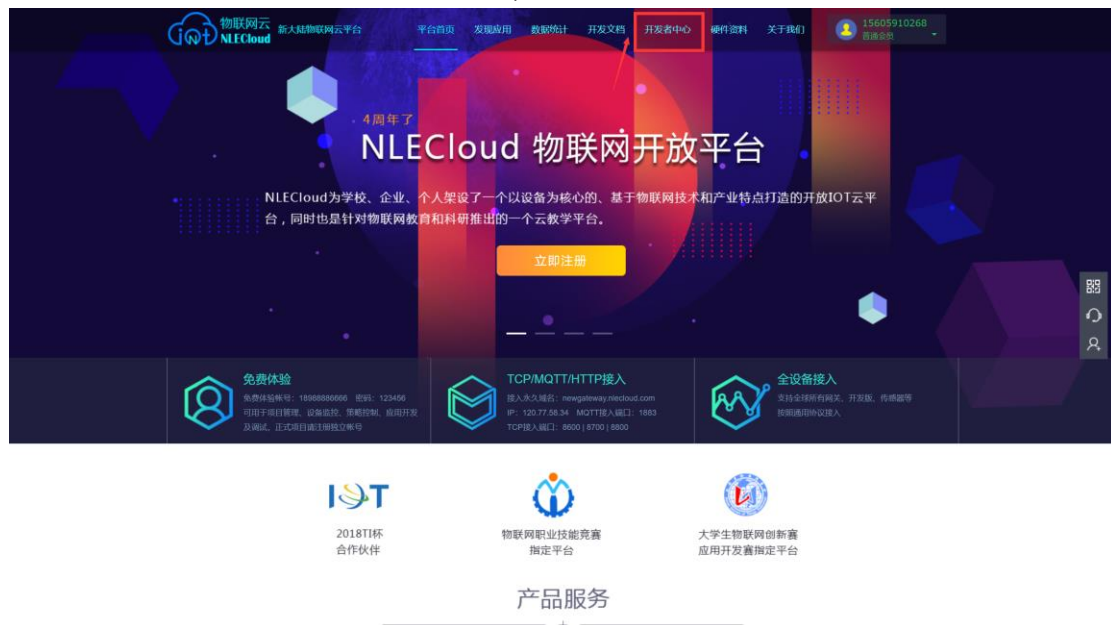 物联网云
NLECloud
新大陆物联网云平台
平台首页 发现应用 数据统计 开发文档 开发者中心 硬件资料 关于我们
15605910268
普通会员
4周年了
NLECloud 物联网开放平台
NLECloud为学校、企业、个人架设了一个以设备为核心的、基于物联网技术和产业特点打造的开放IOT云平
台，同时也是针对物联网教育和科研推出的一个云教学平台。
立即注册
免费体验
免费体验帐号：18988886666 密码：123456
可用于项目管理、设备监控、策略控制、应用开发
及调试，正式项目请注册独立帐号
TCP/MQTT/HTTP接入
接入永久域名：newgateway.nlecloud.com
IP：120.77.58.34 MQTT接入端口：1883
TCP接入端口：8600 | 8700 | 8800
全设备接入
支持全球所有网关、开发版、传感器等
按照通用协议接入
IOT
2018TI杯
合作伙伴
物联网职业技能竞赛
指定平台
大学生物联网创新赛
应用开发赛指定平台
产品服务